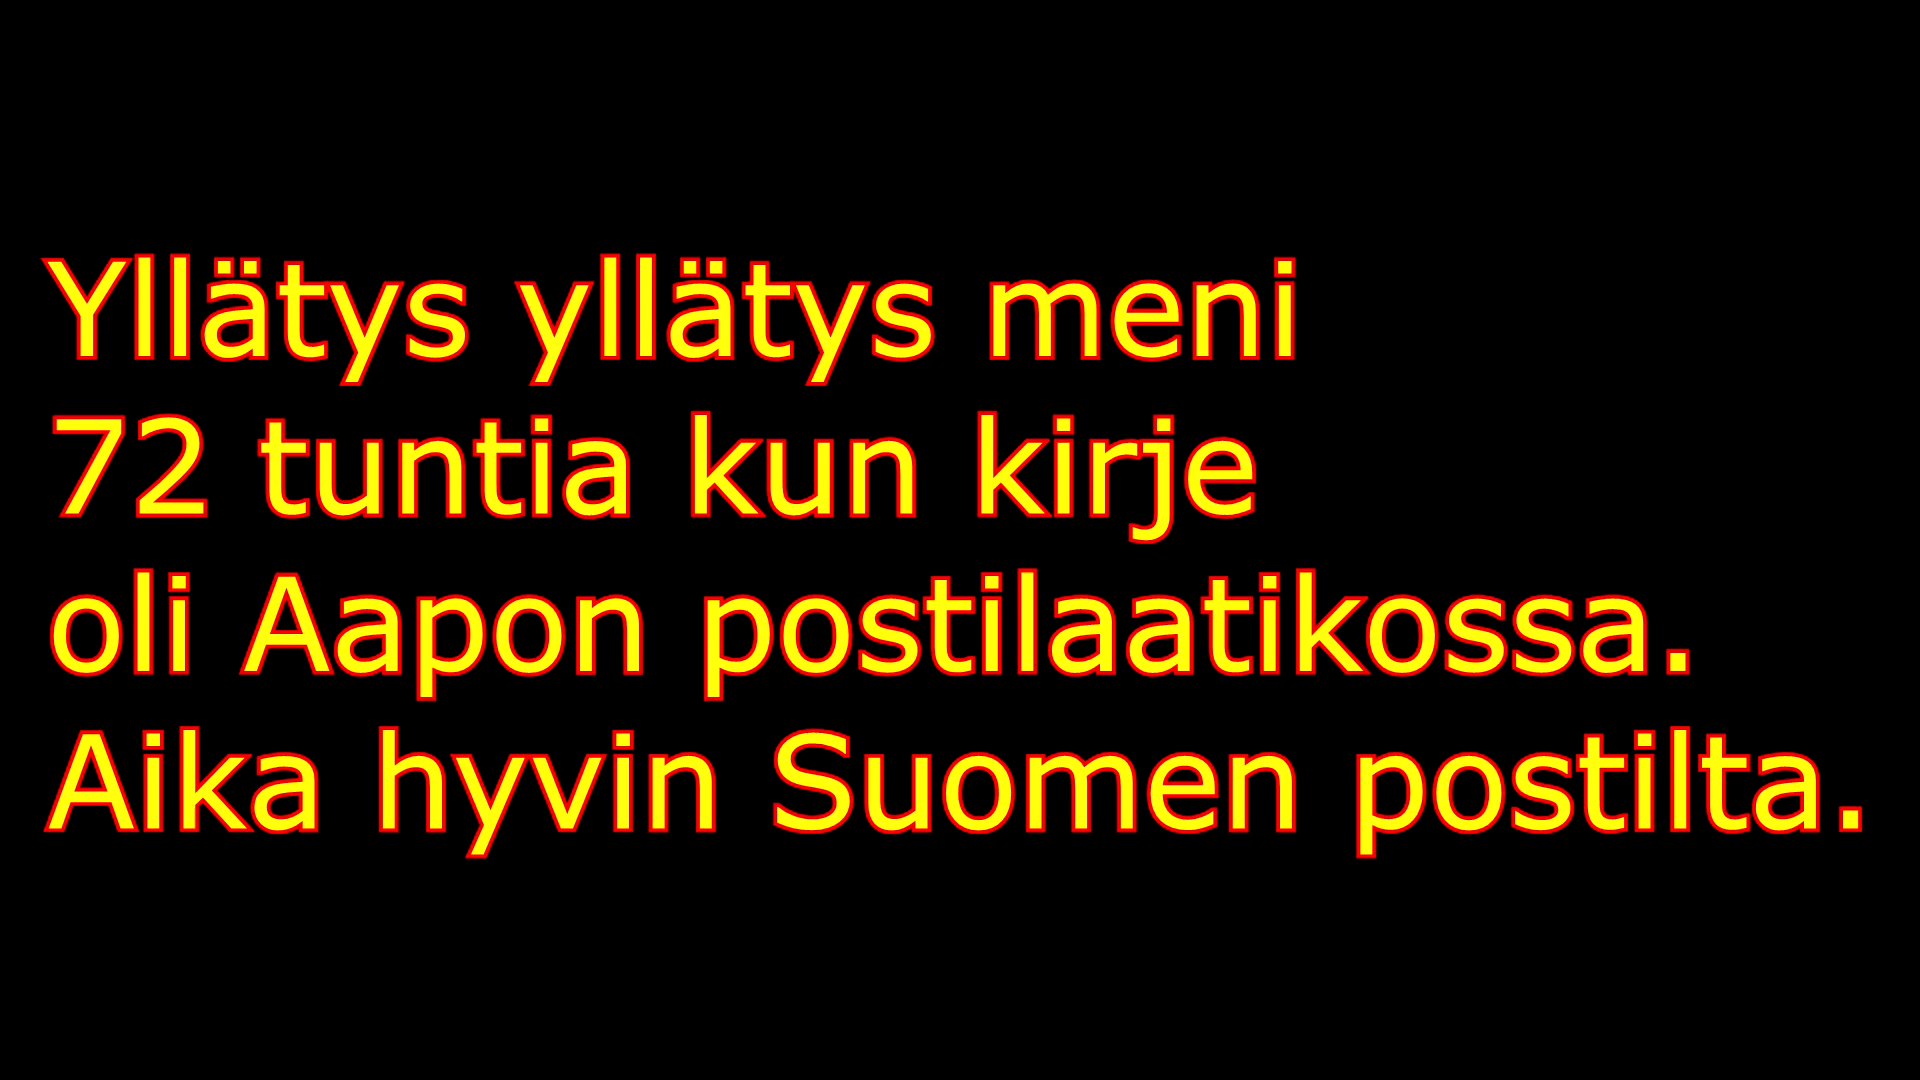 Yllätys yllätys meni
72 tuntia kun kirje
oli Aapon postilaatikossa.
Aika hyvin Suomen postilta.